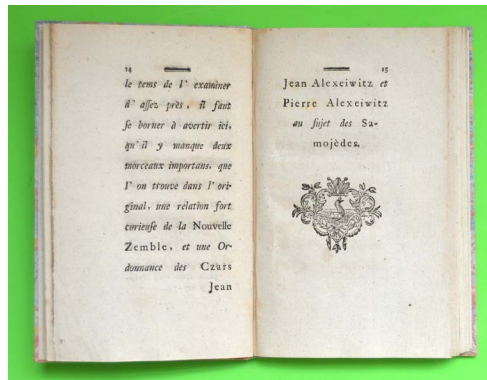 14
le tems de l' examiner
d' aſſez près, il faut
ſe borner à avertir ici,
qu'il y manque deux
morceaux importans, que
l' on trouve dans l' ori-
ginal, une rélation fort
curieuſe de la Nouvelle
Zemble, et une Or-
donnance des Czars
Jean
15
Jean Alexeiwitz et
Pierre Alexeiwitz
au ſujet des Sa-
mojèdes.